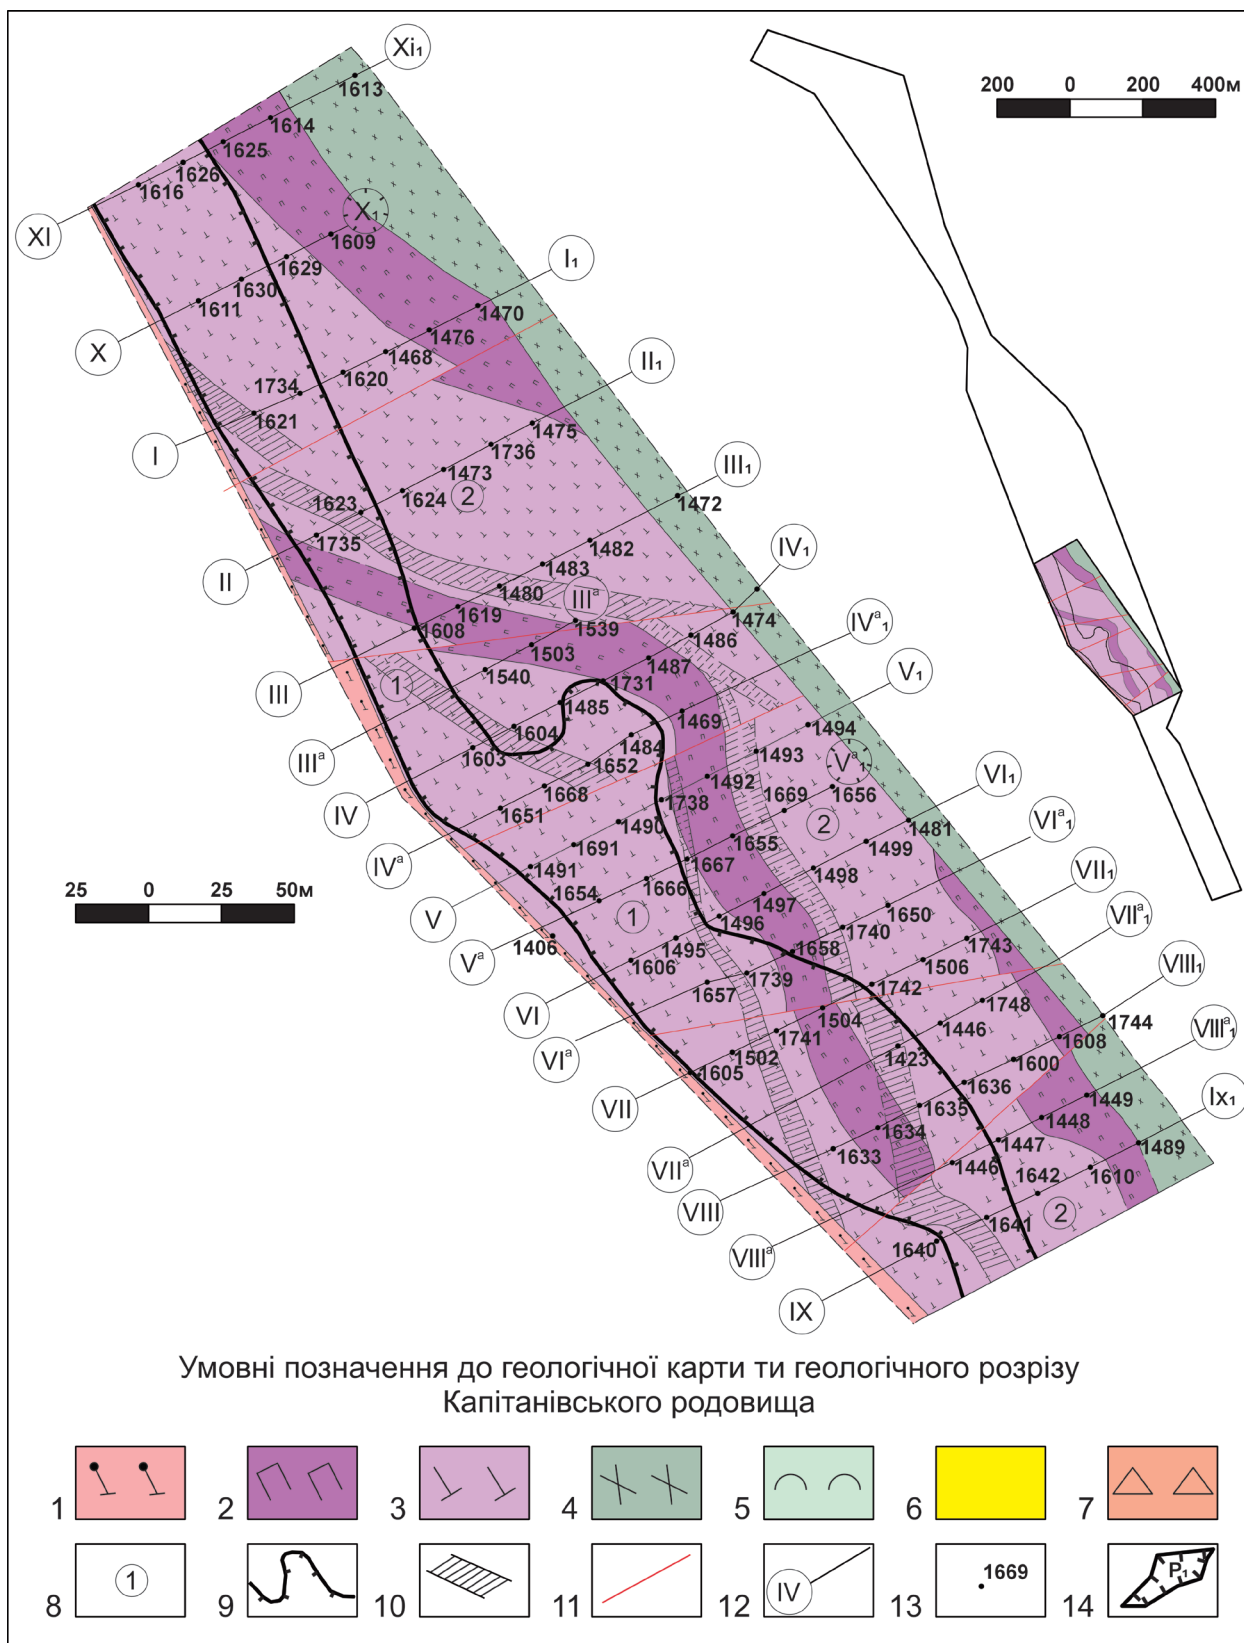 Xi₁
1613
200 0 200 400м
1614
1625
1626
1616
XI
X₁
1609
1629
1630
1611
X
I₁
1470
1476
1468
1620
1734
1621
I
II₁
1475
1736
1473
1624
2
1623
1735
II
III₁
1472
1482
1483
1480
IIIᵃ
1619
1539
1608
1503
III
IV₁
1474
1486
1487
1731
1540
1
1485
1604
1603
IIIᵃ
IV
IVᵃ₁
1469
1484
1652
1668
1651
IVᵃ
V₁
1494
1493
Vᵃ₁
1492
1738
1490
1691
1491
V
1656
1669
2
1655
1667
1666
1654
1
1406
Vᵃ
25 0 25 50м
VI₁
1481
1499
1498
1497
1496
1495
1606
VI
VIᵃ₁
1650
1740
1658
1739
1657
VIᵃ
VII₁
1743
1506
1742
1504
1741
1502
1605
VII
VIIᵃ₁
1748
1446
1423
VIIᵃ
VIII₁
1744
1608
1600
1636
1635
1634
1633
VIII
VIIIᵃ₁
1449
1448
1447
1446
VIIIᵃ
Ix₁
1489
1610
1642
2
1641
1640
IX
Умовні позначення до геологічної карти ти геологічного розрізу
Капітанівського родовища
1 2 3 4 5 6 7
1 IV 1669 P₁
8 9 10 11 12 13 14